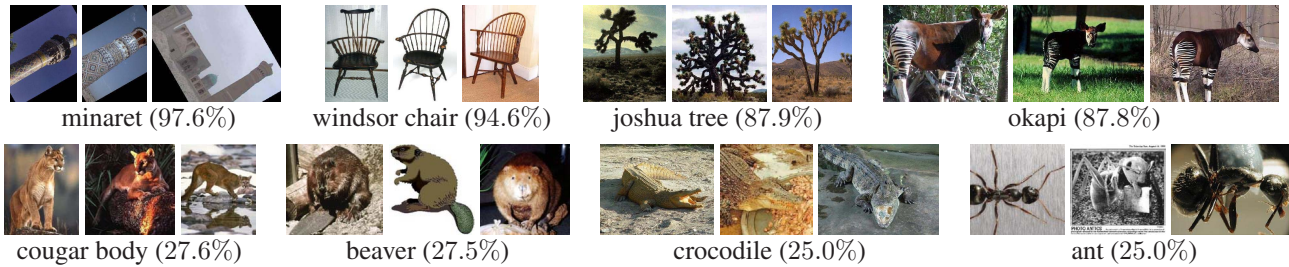 minaret (97.6%)
windsor chair (94.6%)
joshua tree (87.9%)
okapi (87.8%)
cougar body (27.6%)
beaver (27.5%)
crocodile (25.0%)
ant (25.0%)